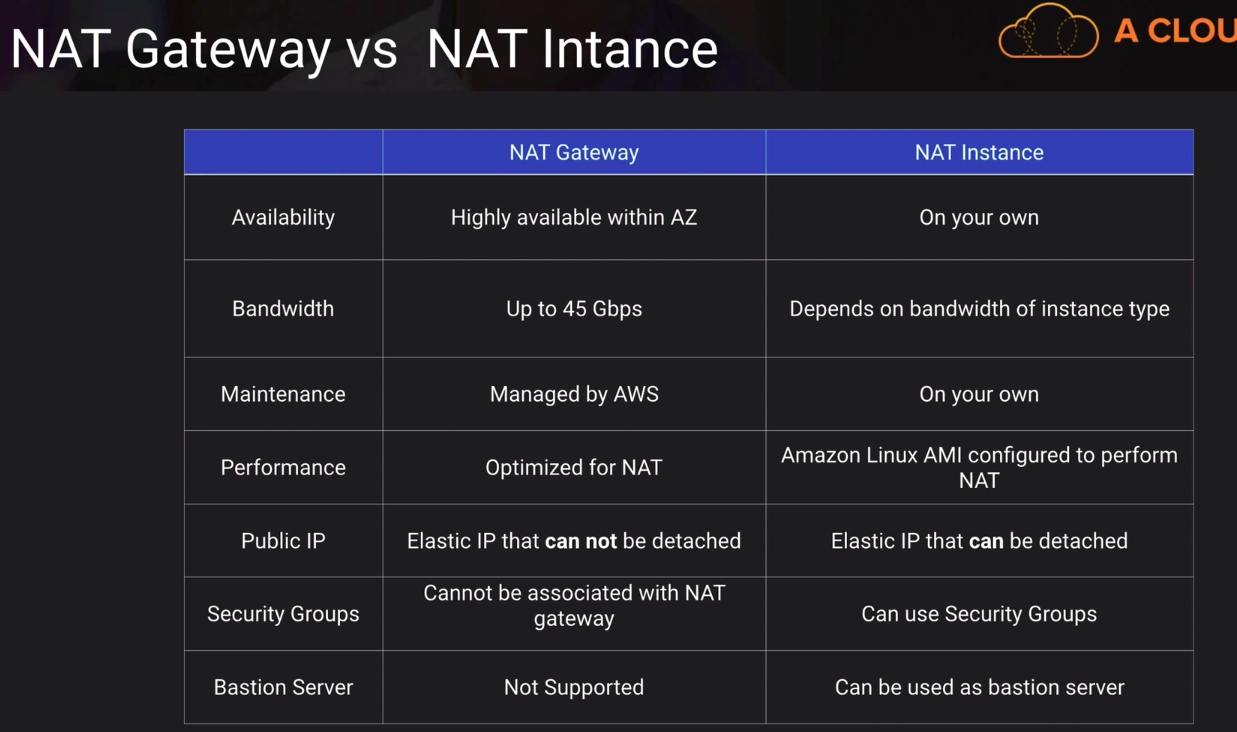 NAT Gateway vs NAT Intance
A CLOU
NAT Gateway NAT Instance
Availability Highly available within AZ On your own
Bandwidth Up to 45 Gbps Depends on bandwidth of instance type
Maintenance Managed by AWS On your own
Performance Optimized for NAT Amazon Linux AMI configured to perform
NAT
Public IP Elastic IP that can not be detached Elastic IP that can be detached
Security Groups Cannot be associated with NAT
gateway Can use Security Groups
Bastion Server Not Supported Can be used as bastion server